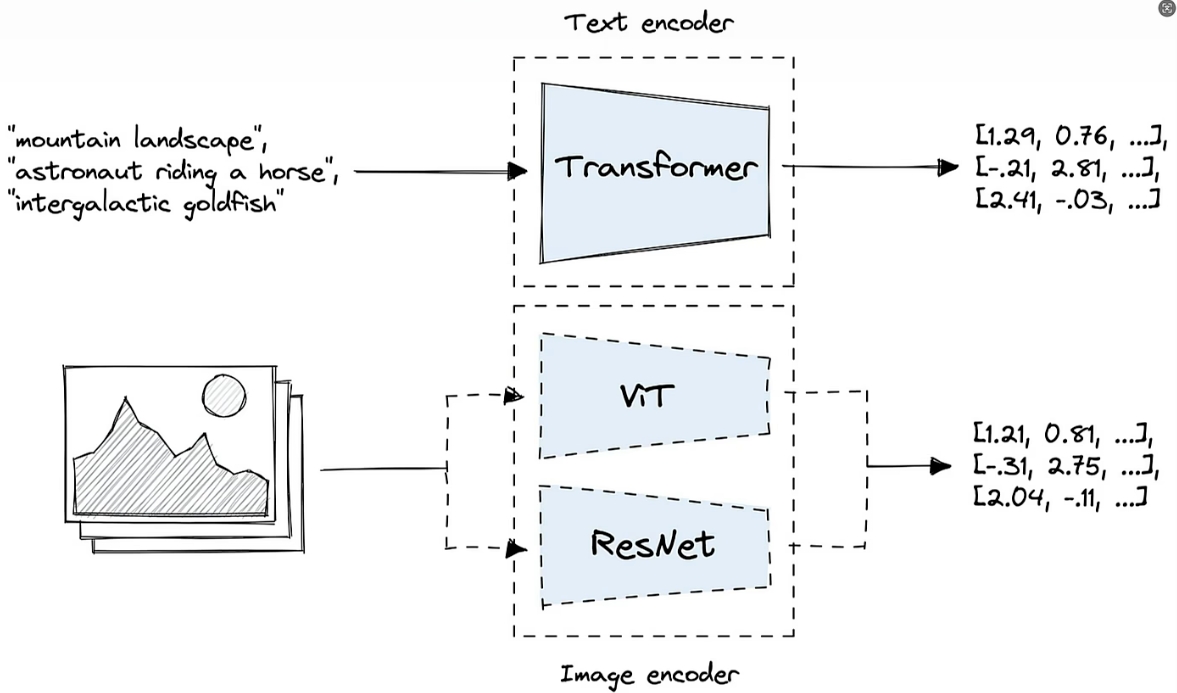 Text encoder
"mountain landscape",
"astronaut riding a horse",
"intergalactic goldfish"
Transformer
[1.29, 0.76, ...],
[-.21, 2.81, ...],
[2.41, -.03, ...]
ViT
ResNet
[1.21, 0.81, ...],
[-.31, 2.75, ...],
[2.04, -.11, ...]
Image encoder